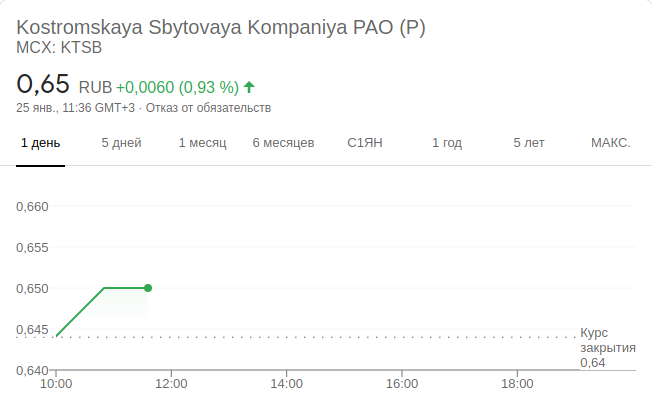 Kostromskaya Sbytovaya Kompaniya PAO (P)
MCX: KTSB
0,65 RUB +0,0060 (0,93 %)
25 янв., 11:36 GMT+3 · Отказ от обязательств
1 день 5 дней 1 месяц 6 месяцев С1ЯН 1 год 5 лет МАКС.
0,660
0,655
0,650
0,645
Курс
закрытия
0,64
0,640
10:00 12:00 14:00 16:00 18:00